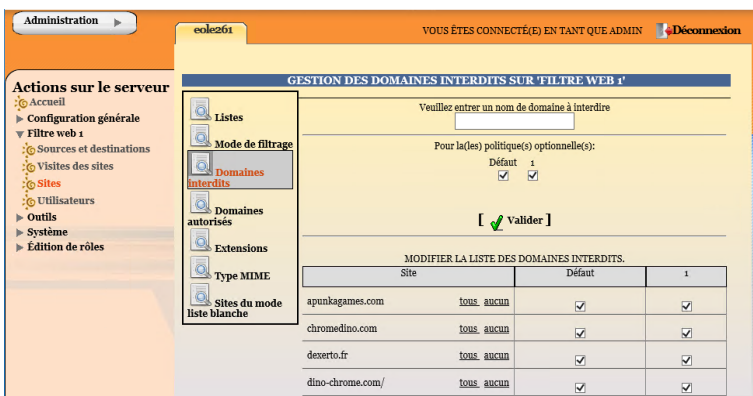 Administration
eole261
VOUS ÊTES CONNECTÉ(E) EN TANT QUE ADMIN
Déconnexion
Actions sur le serveur
Accueil
Configuration générale
Filtre web 1
Sources et destinations
Visites des sites
Sites
Utilisateurs
Outils
Système
Édition de rôles
GESTION DES DOMAINES INTERDITS SUR 'FILTRE WEB 1'
Listes
Mode de filtrage
Domaines
interdits
Domaines
autorisés
Extensions
Type MIME
Sites du mode
liste blanche
Veuillez entrer un nom de domaine à interdire
Pour la(les) politique(s) optionnelle(s):
Défaut 1
[ Valider ]
MODIFIER LA LISTE DES DOMAINES INTERDITS.
Site Défaut 1
apunkagames.com tous aucun
chromedino.com tous aucun
dexerto.fr tous aucun
dino-chrome.com/ tous aucun